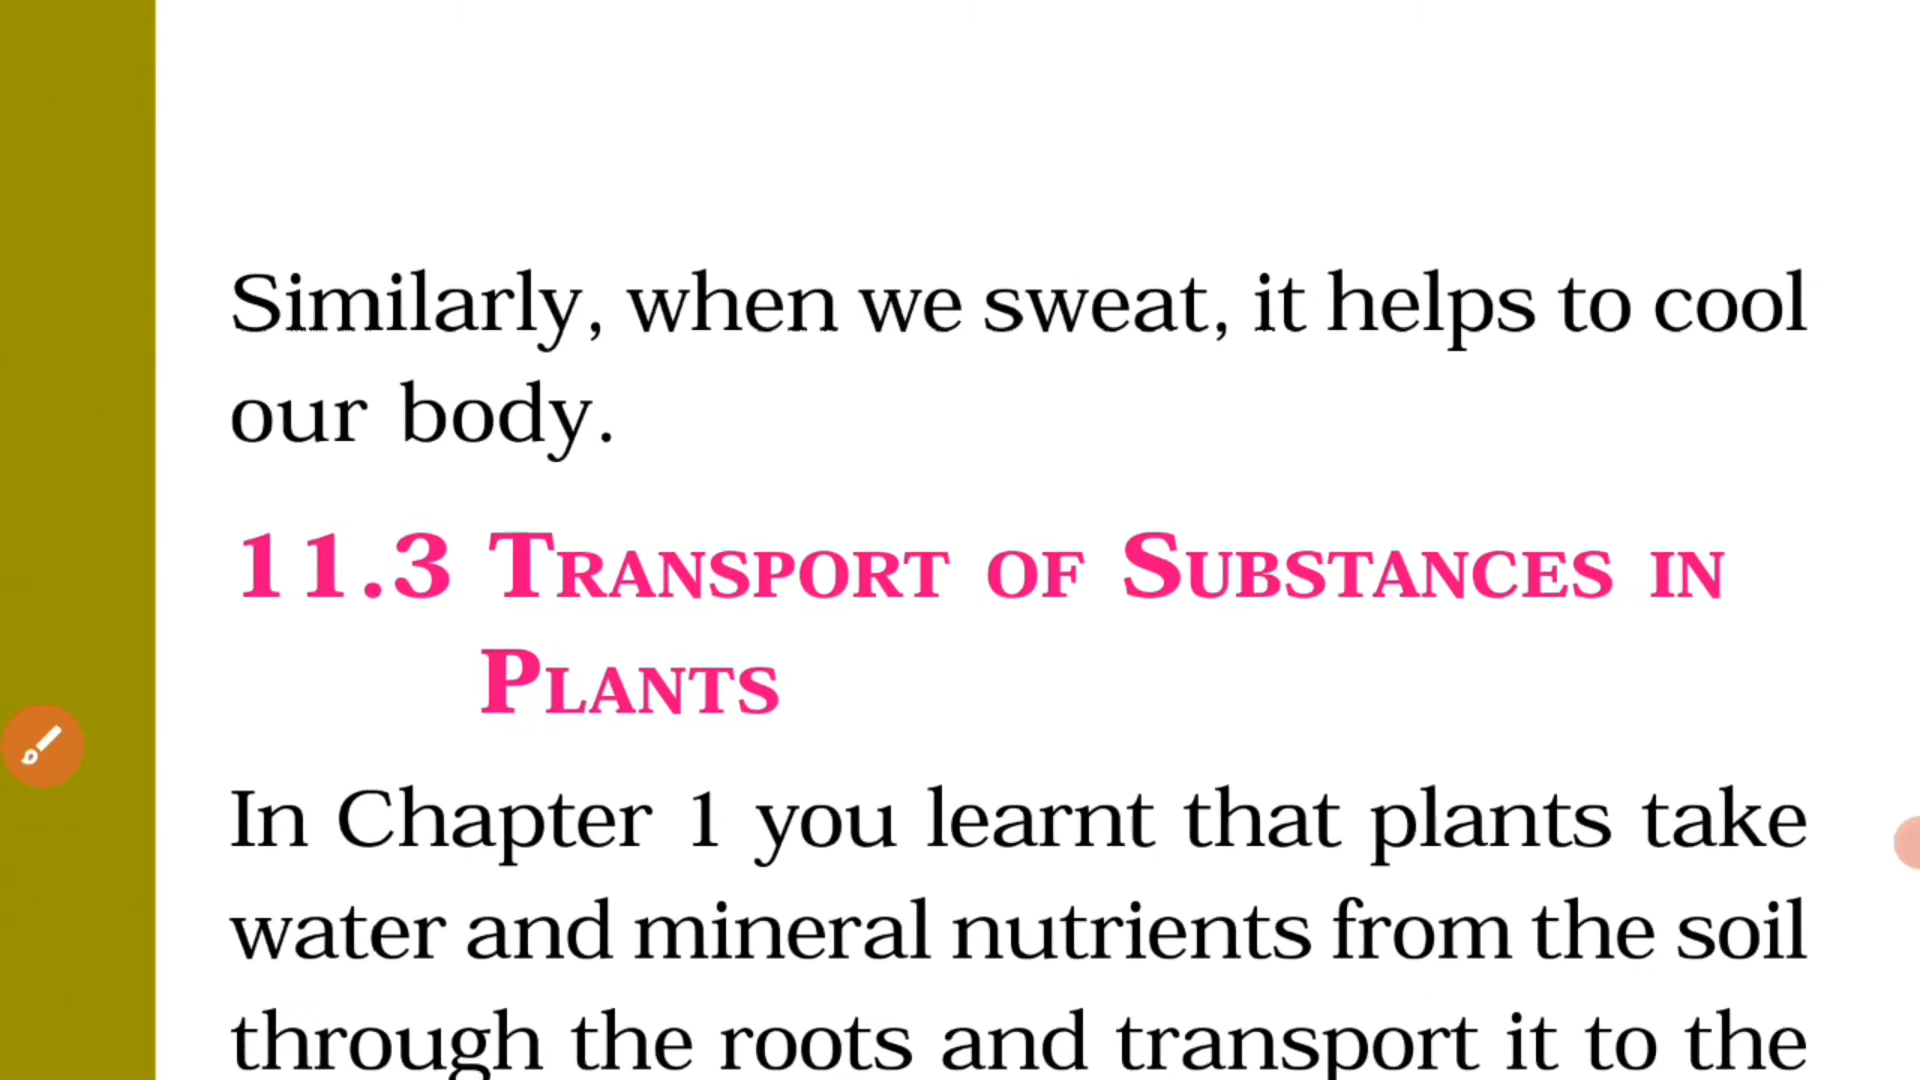 Similarly, when we sweat, it helps to cool
our body.
11.3 Transport of Substances in
Plants
In Chapter 1 you learnt that plants take
water and mineral nutrients from the soil
through the roots and transport it to the